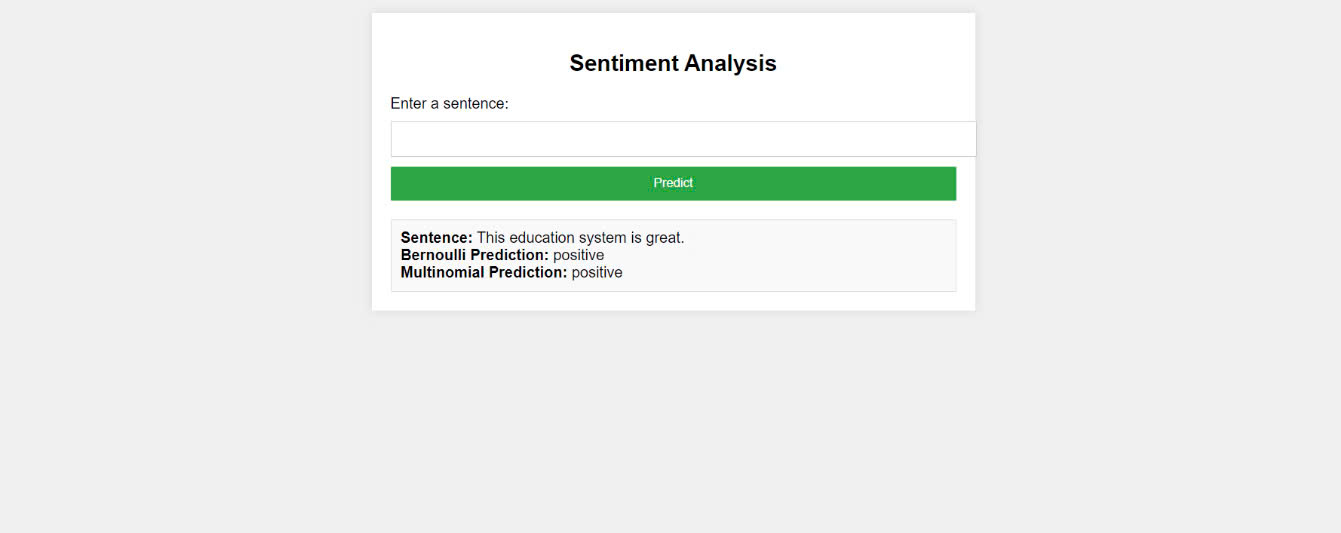 Sentiment Analysis
Enter a sentence:
Predict
Sentence: This education system is great.
Bernoulli Prediction: positive
Multinomial Prediction: positive